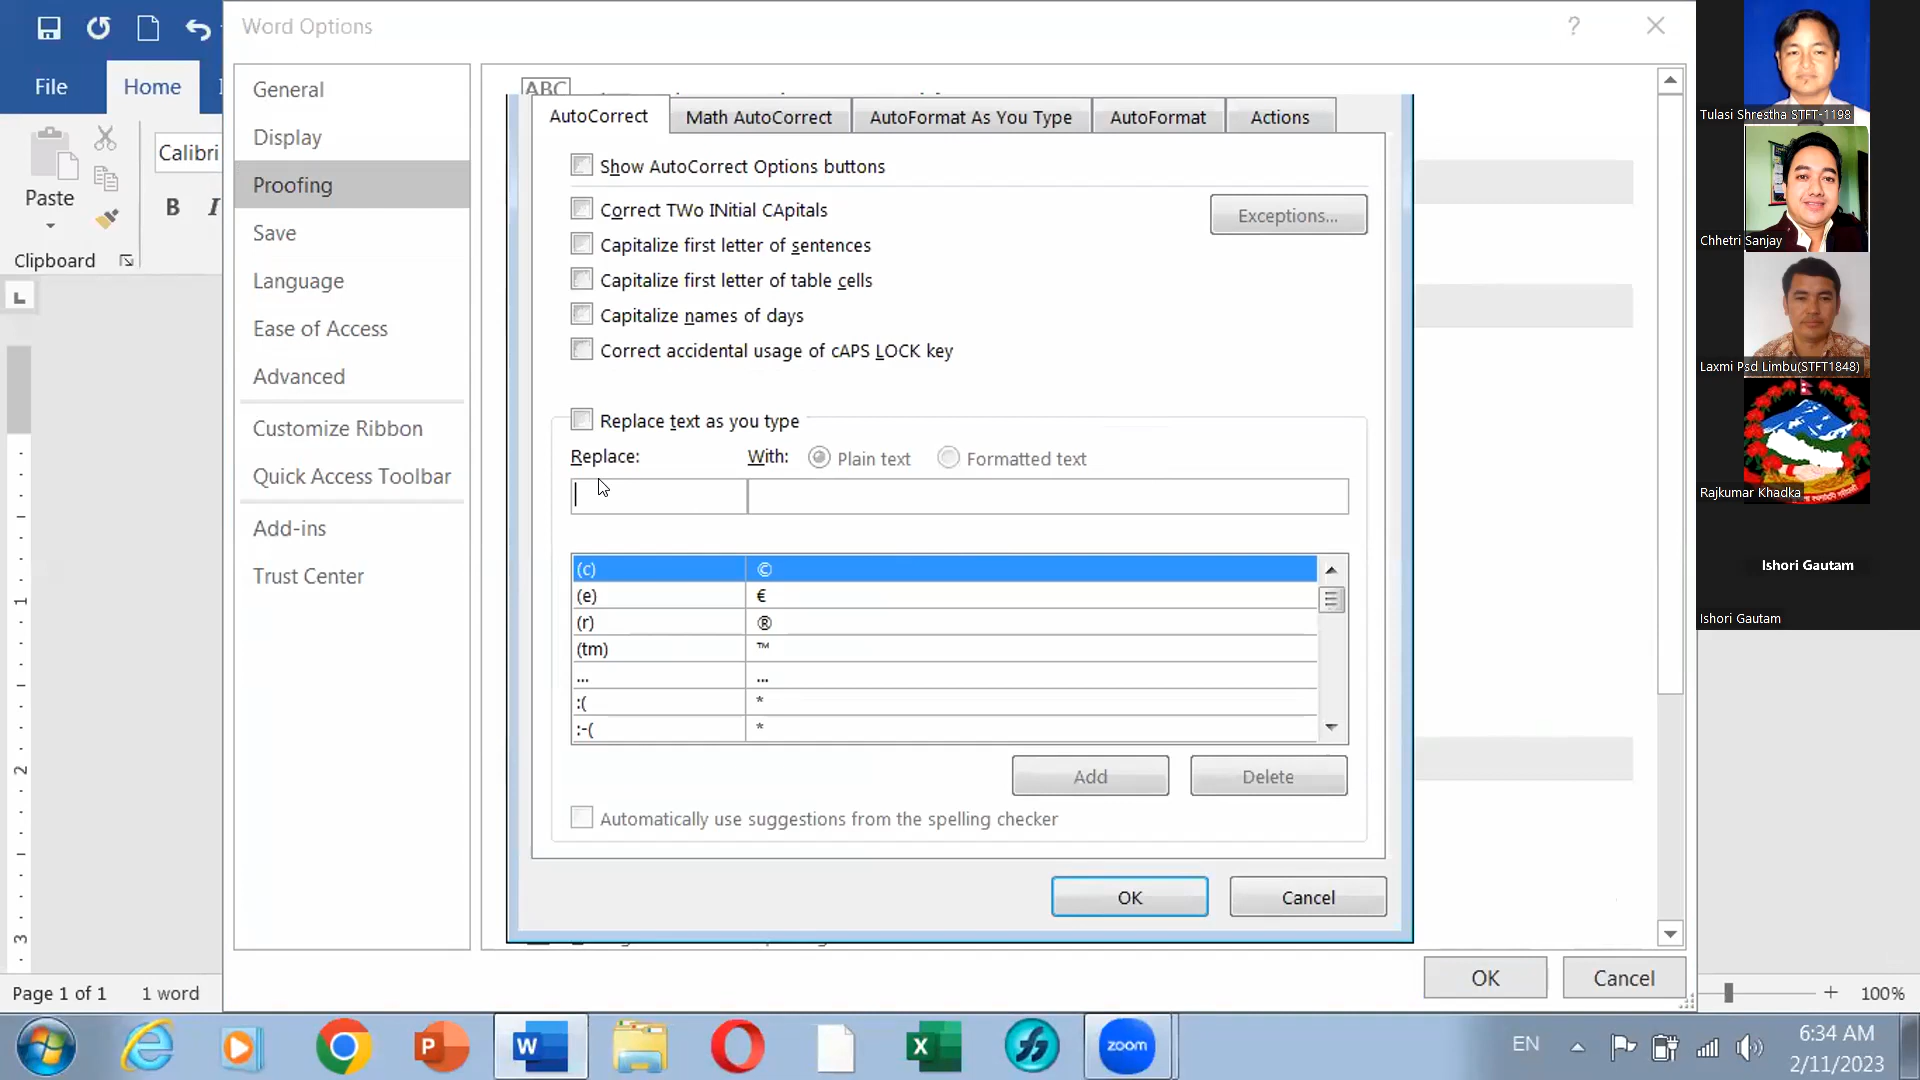 Word Options
?
File
Home
Calibri
Paste
B I
Clipboard
General
Display
Proofing
Save
Language
Ease of Access
Advanced
Customize Ribbon
Quick Access Toolbar
Add-ins
Trust Center
ABC
AutoCorrect
Math AutoCorrect
AutoFormat As You Type
AutoFormat
Actions
Show AutoCorrect Options buttons
Correct TWo INitial CApitals
Exceptions...
Capitalize first letter of sentences
Capitalize first letter of table cells
Capitalize names of days
Correct accidental usage of cAPS LOCK key
Replace text as you type
Replace:
With:
Plain text
Formatted text
(c) ©
(e) €
(r) ®
(tm) ™
... ...
:( *
:-( *
Add
Delete
Automatically use suggestions from the spelling checker
OK
Cancel
OK
Cancel
1
2
3
Page 1 of 1
1 word
100%
Tulasi Shrestha STFT-1198
Chhetri Sanjay
Laxmi Psd Limbu(STFT1848)
Rajkumar Khadka
Ishori Gautam
Ishori Gautam
P
W
X
zoom
EN
6:34 AM
2/11/2023